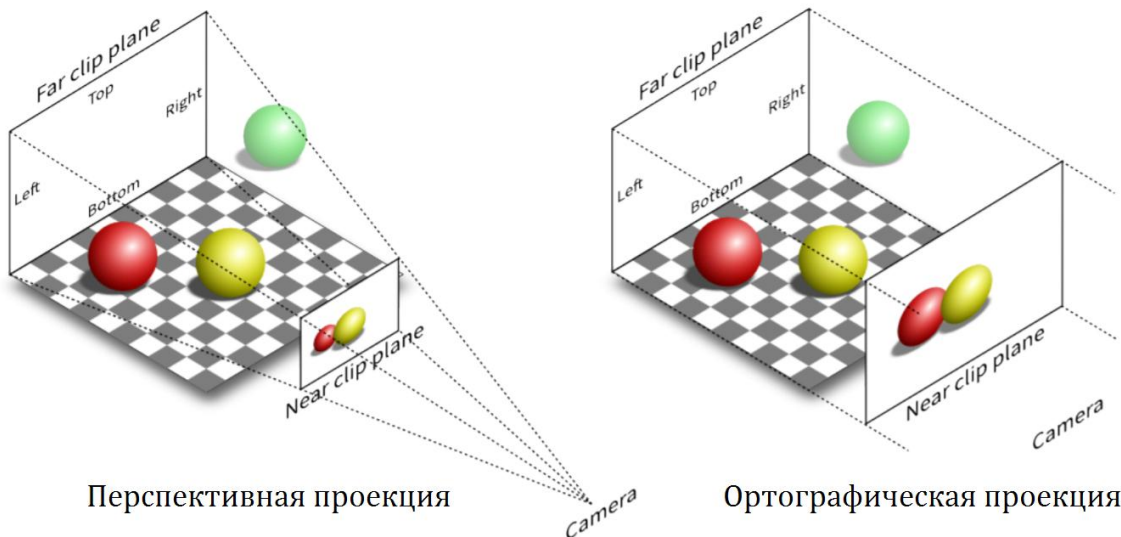 Far clip plane
Top
Right
Left
Bottom
Near clip plane
Camera
Перспективная проекция
Far clip plane
Top
Right
Left
Bottom
Near clip plane
Camera
Ортографическая проекция